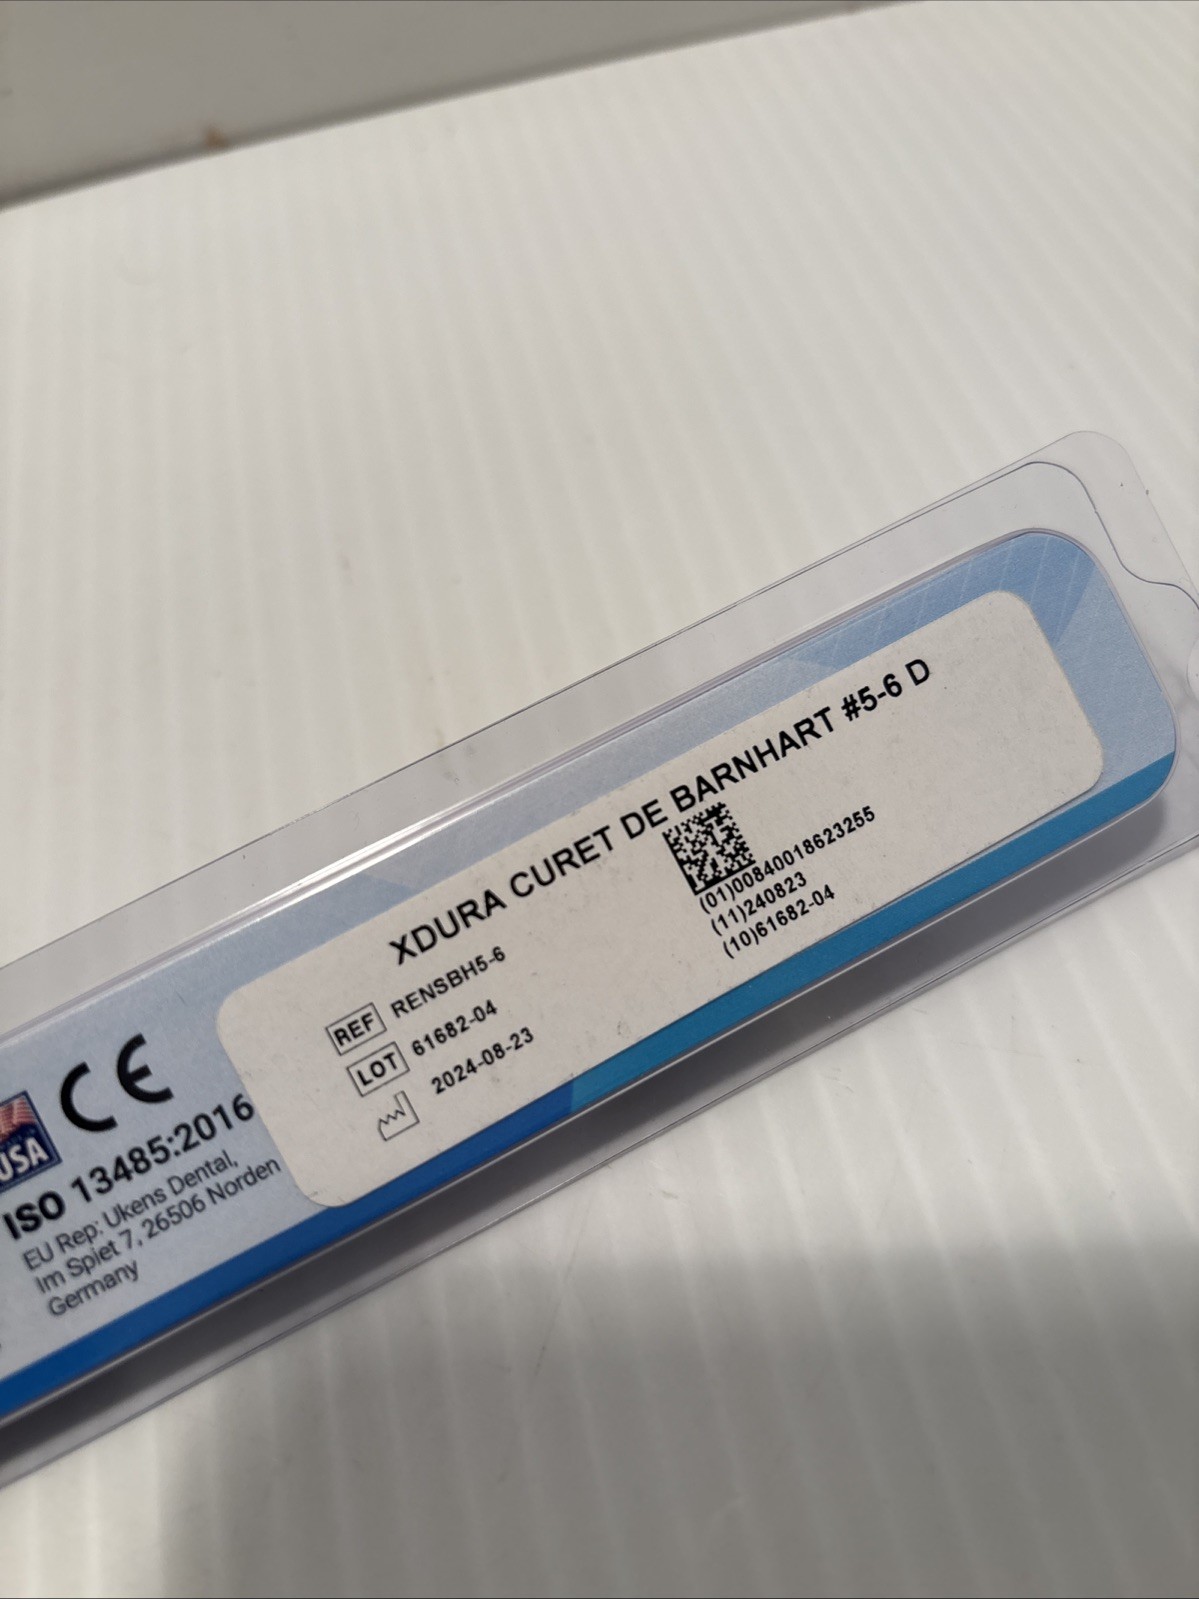 XDURA CURET DE BARNHART #5-6 D
REF RENSBH5-6
LOT 61682-04
2024-08-23
(01)00840018623255
(11)240823
(10)61682-04
CE
USA
ISO 13485:2016
EU Rep: Ukens Dental,
Im Spiet 7, 26506 Norden
Germany